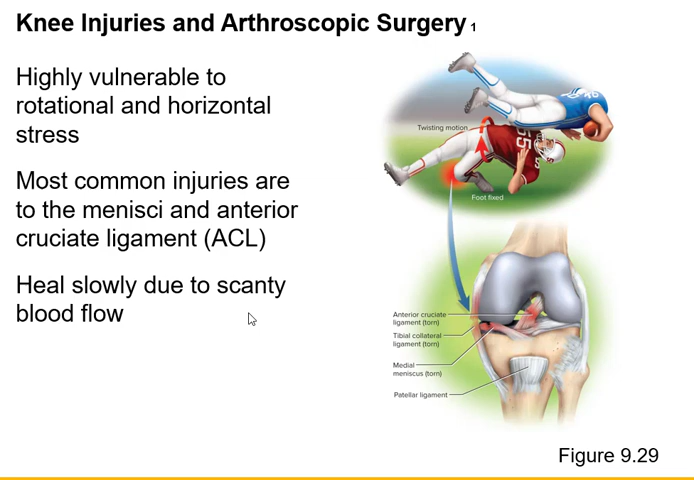 Knee Injuries and Arthroscopic Surgery 1
Highly vulnerable to
rotational and horizontal
stress
Most common injuries are
to the menisci and anterior
cruciate ligament (ACL)
Heal slowly due to scanty
blood flow
Twisting motion
55
Foot fixed
Anterior cruciate
ligament (torn)
Tibial collateral
ligament (torn)
Medial
meniscus (torn)
Patellar ligament
Figure 9.29